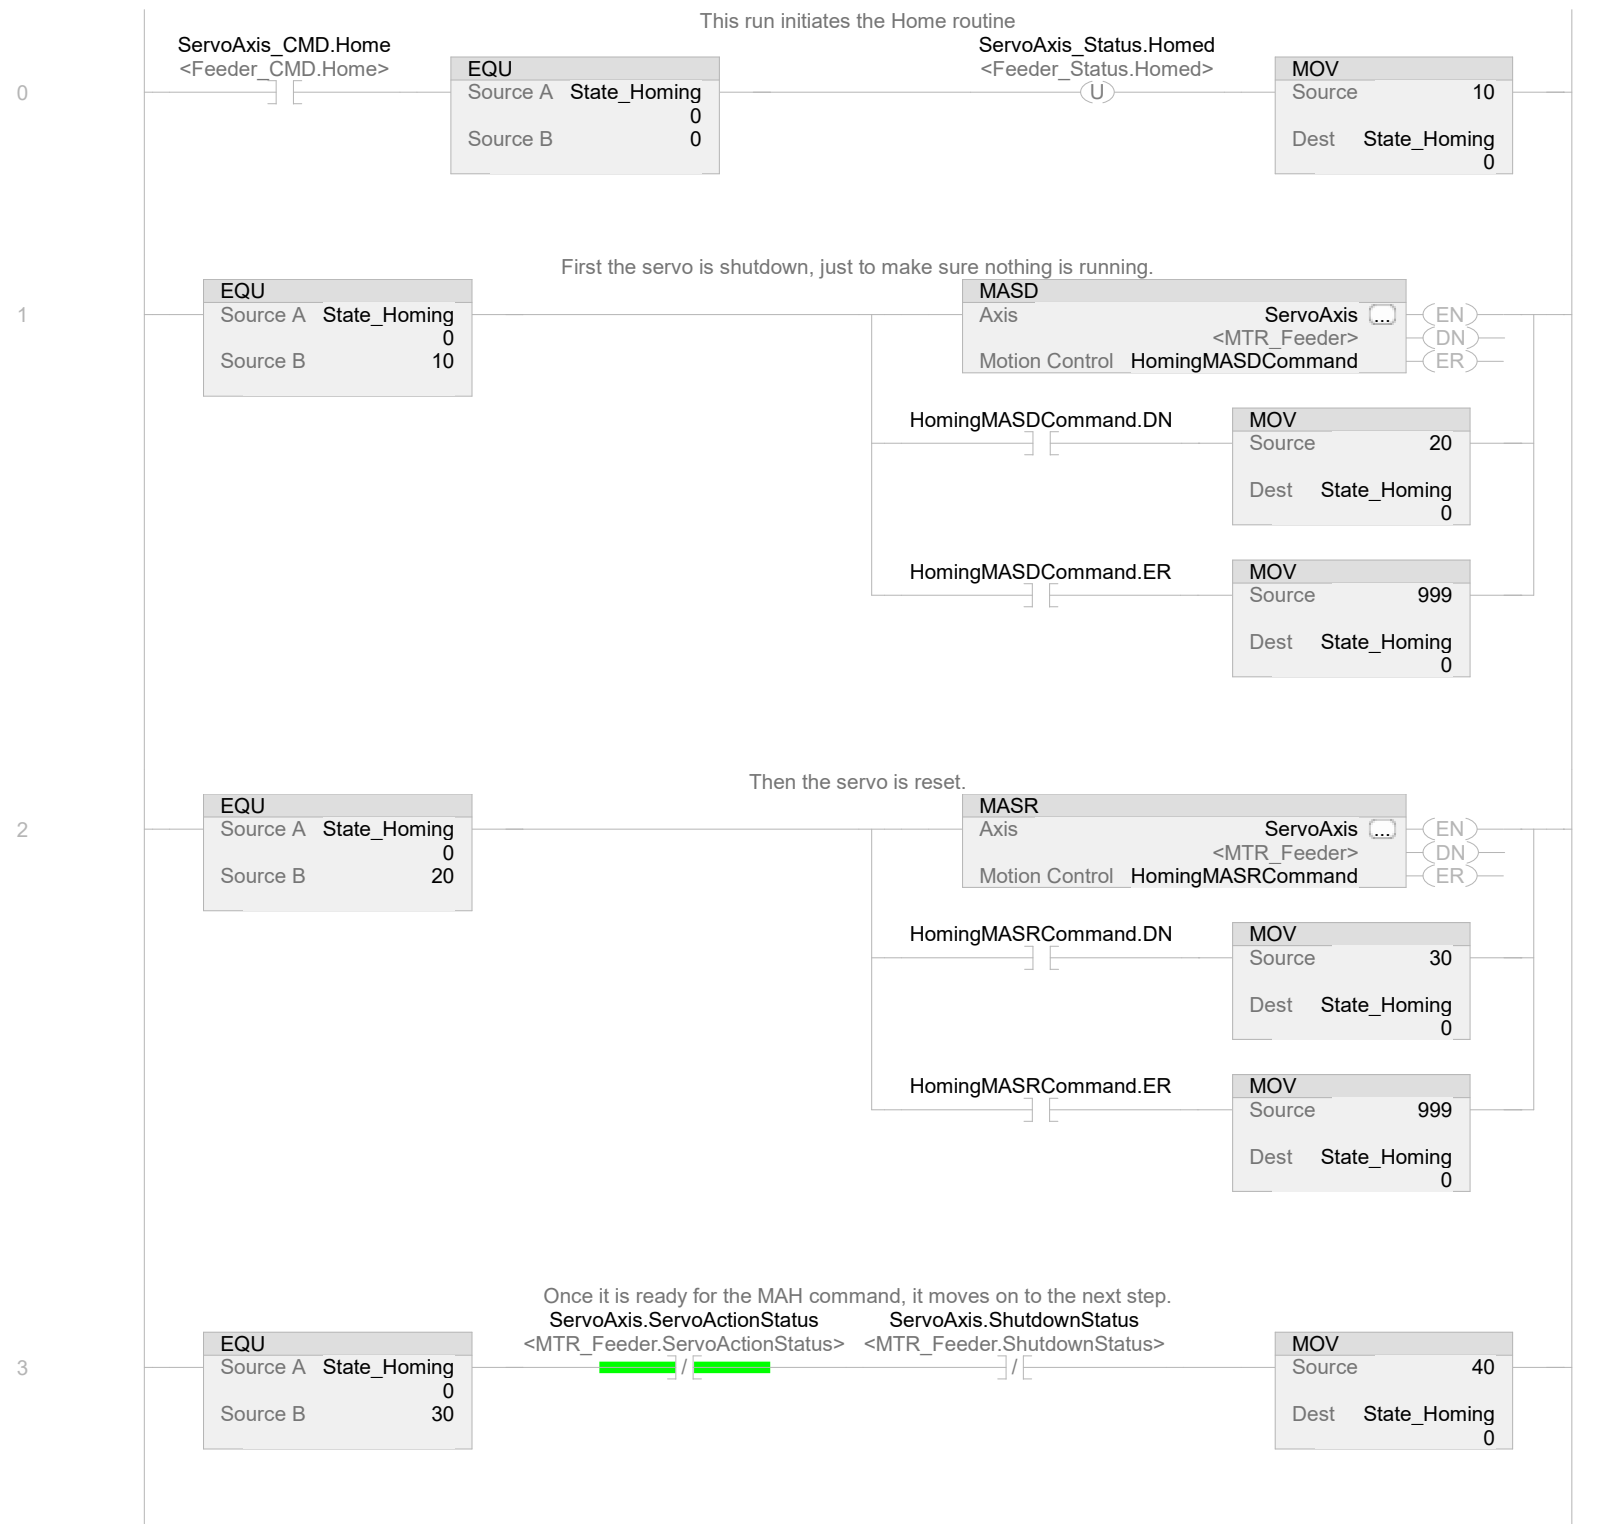 This run initiates the Home routine
ServoAxis_CMD.Home
<Feeder_CMD.Home>
ServoAxis_Status.Homed
<Feeder_Status.Homed>
0
EQU
Source A State_Homing
0
Source B 0
U
MOV
Source 10
Dest State_Homing
0
First the servo is shutdown, just to make sure nothing is running.
1
EQU
Source A State_Homing
0
Source B 10
MASD
Axis ServoAxis ...
<MTR_Feeder>
Motion Control HomingMASDCommand
EN
DN
ER
HomingMASDCommand.DN
MOV
Source 20
Dest State_Homing
0
HomingMASDCommand.ER
MOV
Source 999
Dest State_Homing
0
Then the servo is reset.
2
EQU
Source A State_Homing
0
Source B 20
MASR
Axis ServoAxis ...
<MTR_Feeder>
Motion Control HomingMASRCommand
EN
DN
ER
HomingMASRCommand.DN
MOV
Source 30
Dest State_Homing
0
HomingMASRCommand.ER
MOV
Source 999
Dest State_Homing
0
Once it is ready for the MAH command, it moves on to the next step.
3
EQU
Source A State_Homing
0
Source B 30
ServoAxis.ServoActionStatus
<MTR_Feeder.ServoActionStatus>
/
ServoAxis.ShutdownStatus
<MTR_Feeder.ShutdownStatus>
/
MOV
Source 40
Dest State_Homing
0